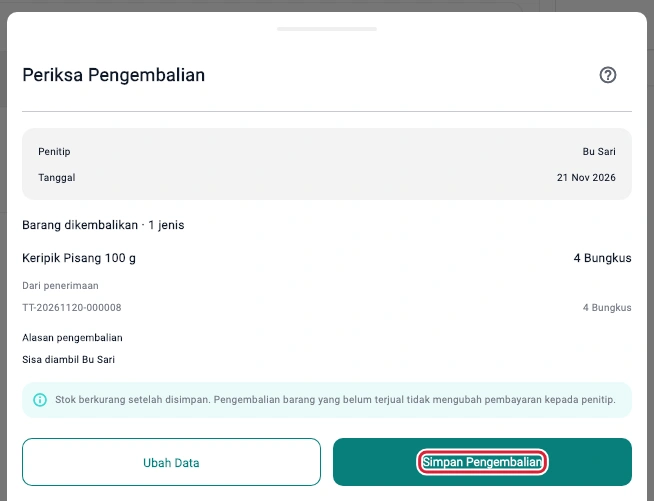 Periksa Pengembalian
Penitip Bu Sari
Tanggal 21 Nov 2026
Barang dikembalikan · 1 jenis
Keripik Pisang 100 g 4 Bungkus
Dari penerimaan
TT-20261120-000008 4 Bungkus
Alasan pengembalian
Sisa diambil Bu Sari
Stok berkurang setelah disimpan. Pengembalian barang yang belum terjual tidak mengubah pembayaran kepada penitip.
Ubah Data Simpan Pengembalian